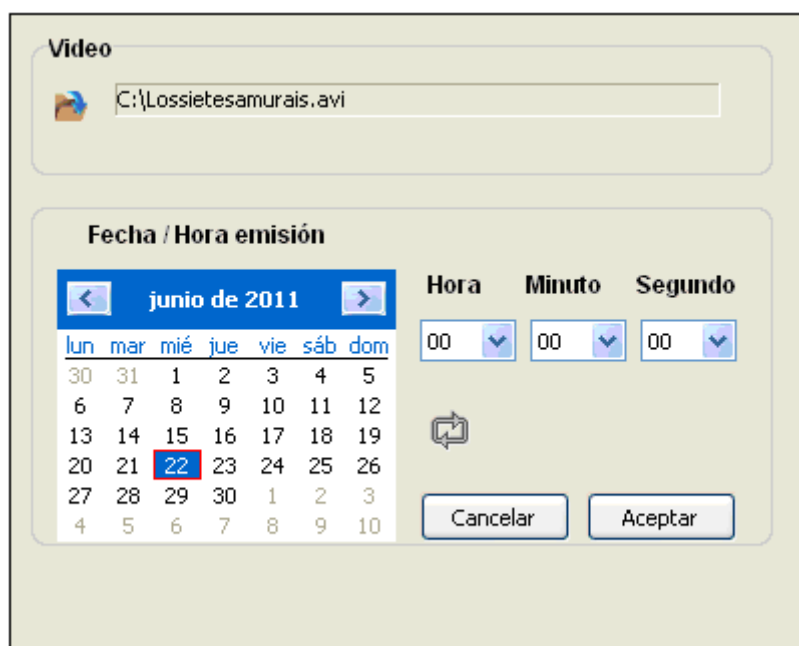 Video
C:\Lossietesamurais.avi
Fecha / Hora emisión
junio de 2011
lun mar mié jue vie sáb dom
30 31 1 2 3 4 5
6 7 8 9 10 11 12
13 14 15 16 17 18 19
20 21 22 23 24 25 26
27 28 29 30 1 2 3
4 5 6 7 8 9 10
Hora Minuto Segundo
00 00 00
Cancelar Aceptar